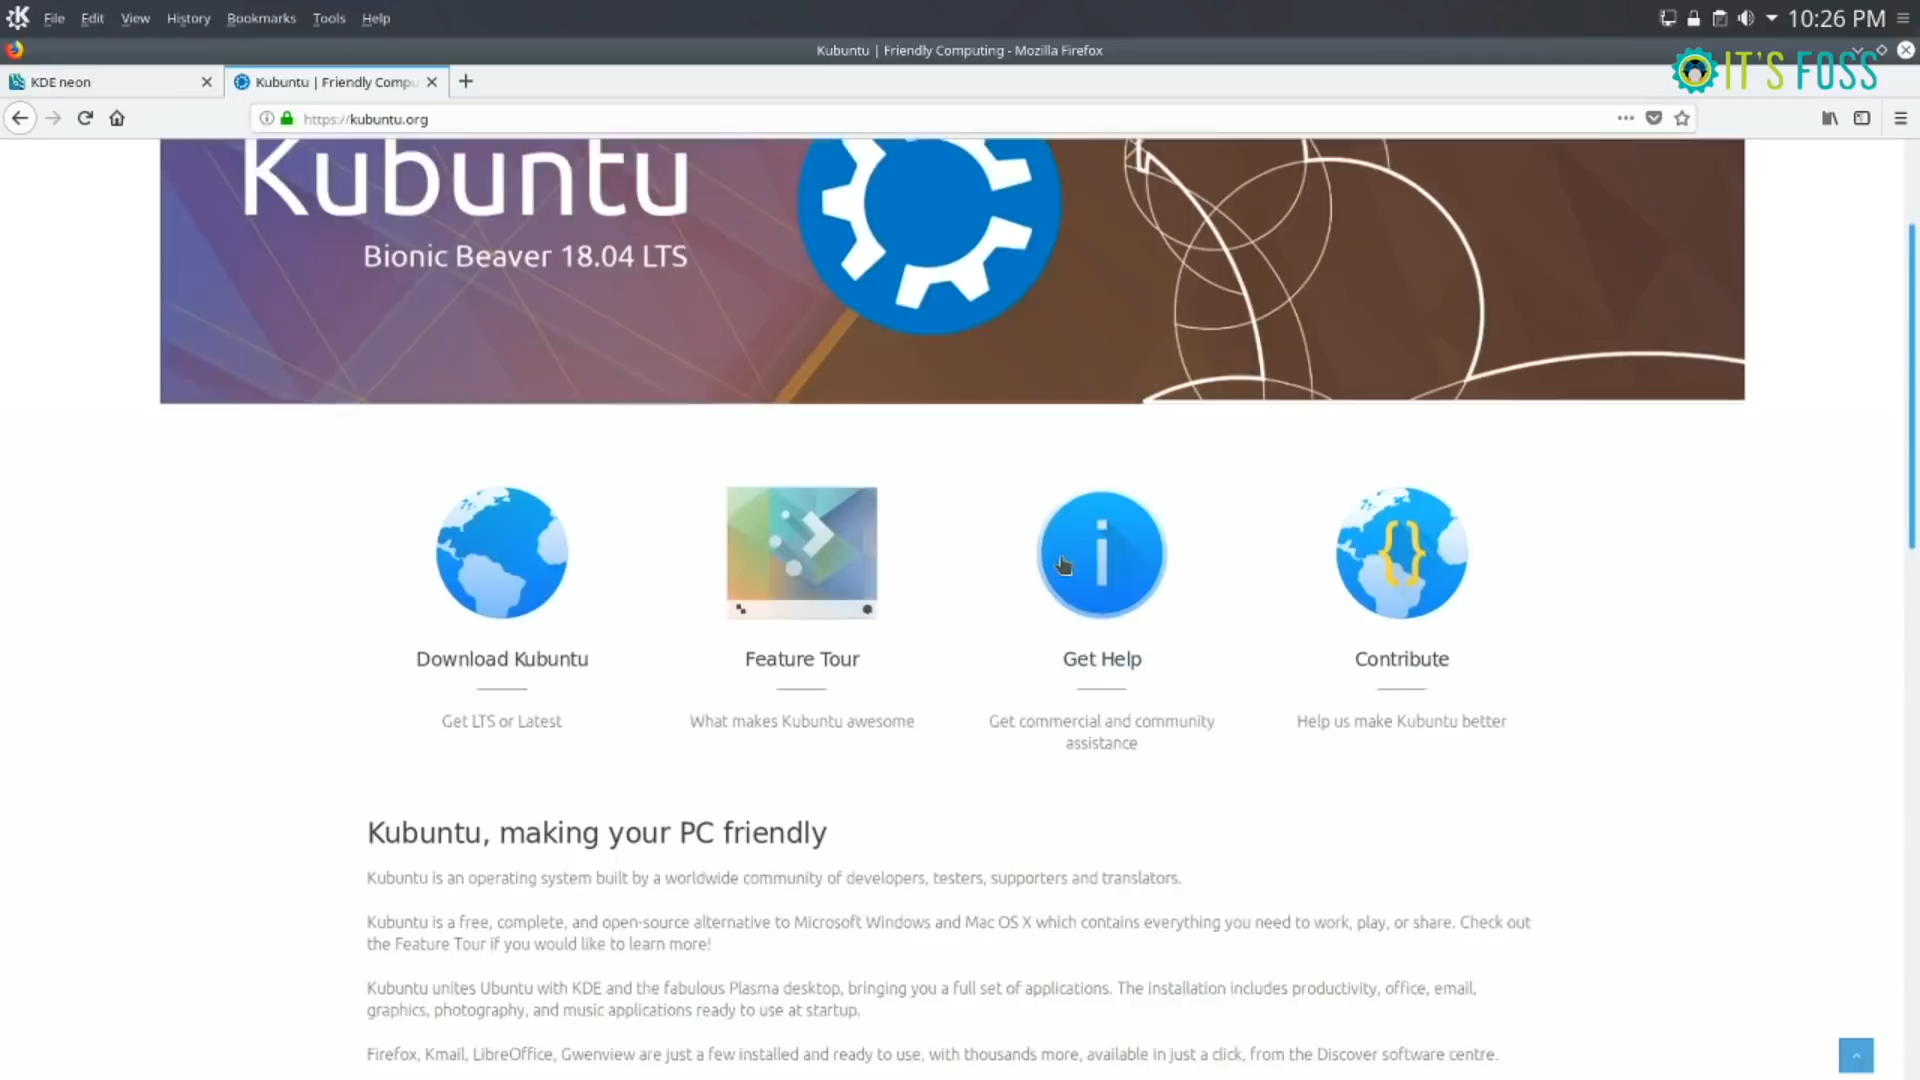 File Edit View History Bookmarks Tools Help
10:26 PM
Kubuntu | Friendly Computing - Mozilla Firefox
KDE neon
Kubuntu | Friendly Compu
IT'S FOSS
https://kubuntu.org
Kubuntu
Bionic Beaver 18.04 LTS
Download Kubuntu
Get LTS or Latest
Feature Tour
What makes Kubuntu awesome
Get Help
Get commercial and community
assistance
Contribute
Help us make Kubuntu better
Kubuntu, making your PC friendly
Kubuntu is an operating system built by a worldwide community of developers, testers, supporters and translators.
Kubuntu is a free, complete, and open-source alternative to Microsoft Windows and Mac OS X which contains everything you need to work, play, or share. Check out
the Feature Tour if you would like to learn more!
Kubuntu unites Ubuntu with KDE and the fabulous Plasma desktop, bringing you a full set of applications. The installation includes productivity, office, email,
graphics, photography, and music applications ready to use at startup.
Firefox, Kmail, LibreOffice, Gwenview are just a few installed and ready to use, with thousands more, available in just a click, from the Discover software centre.